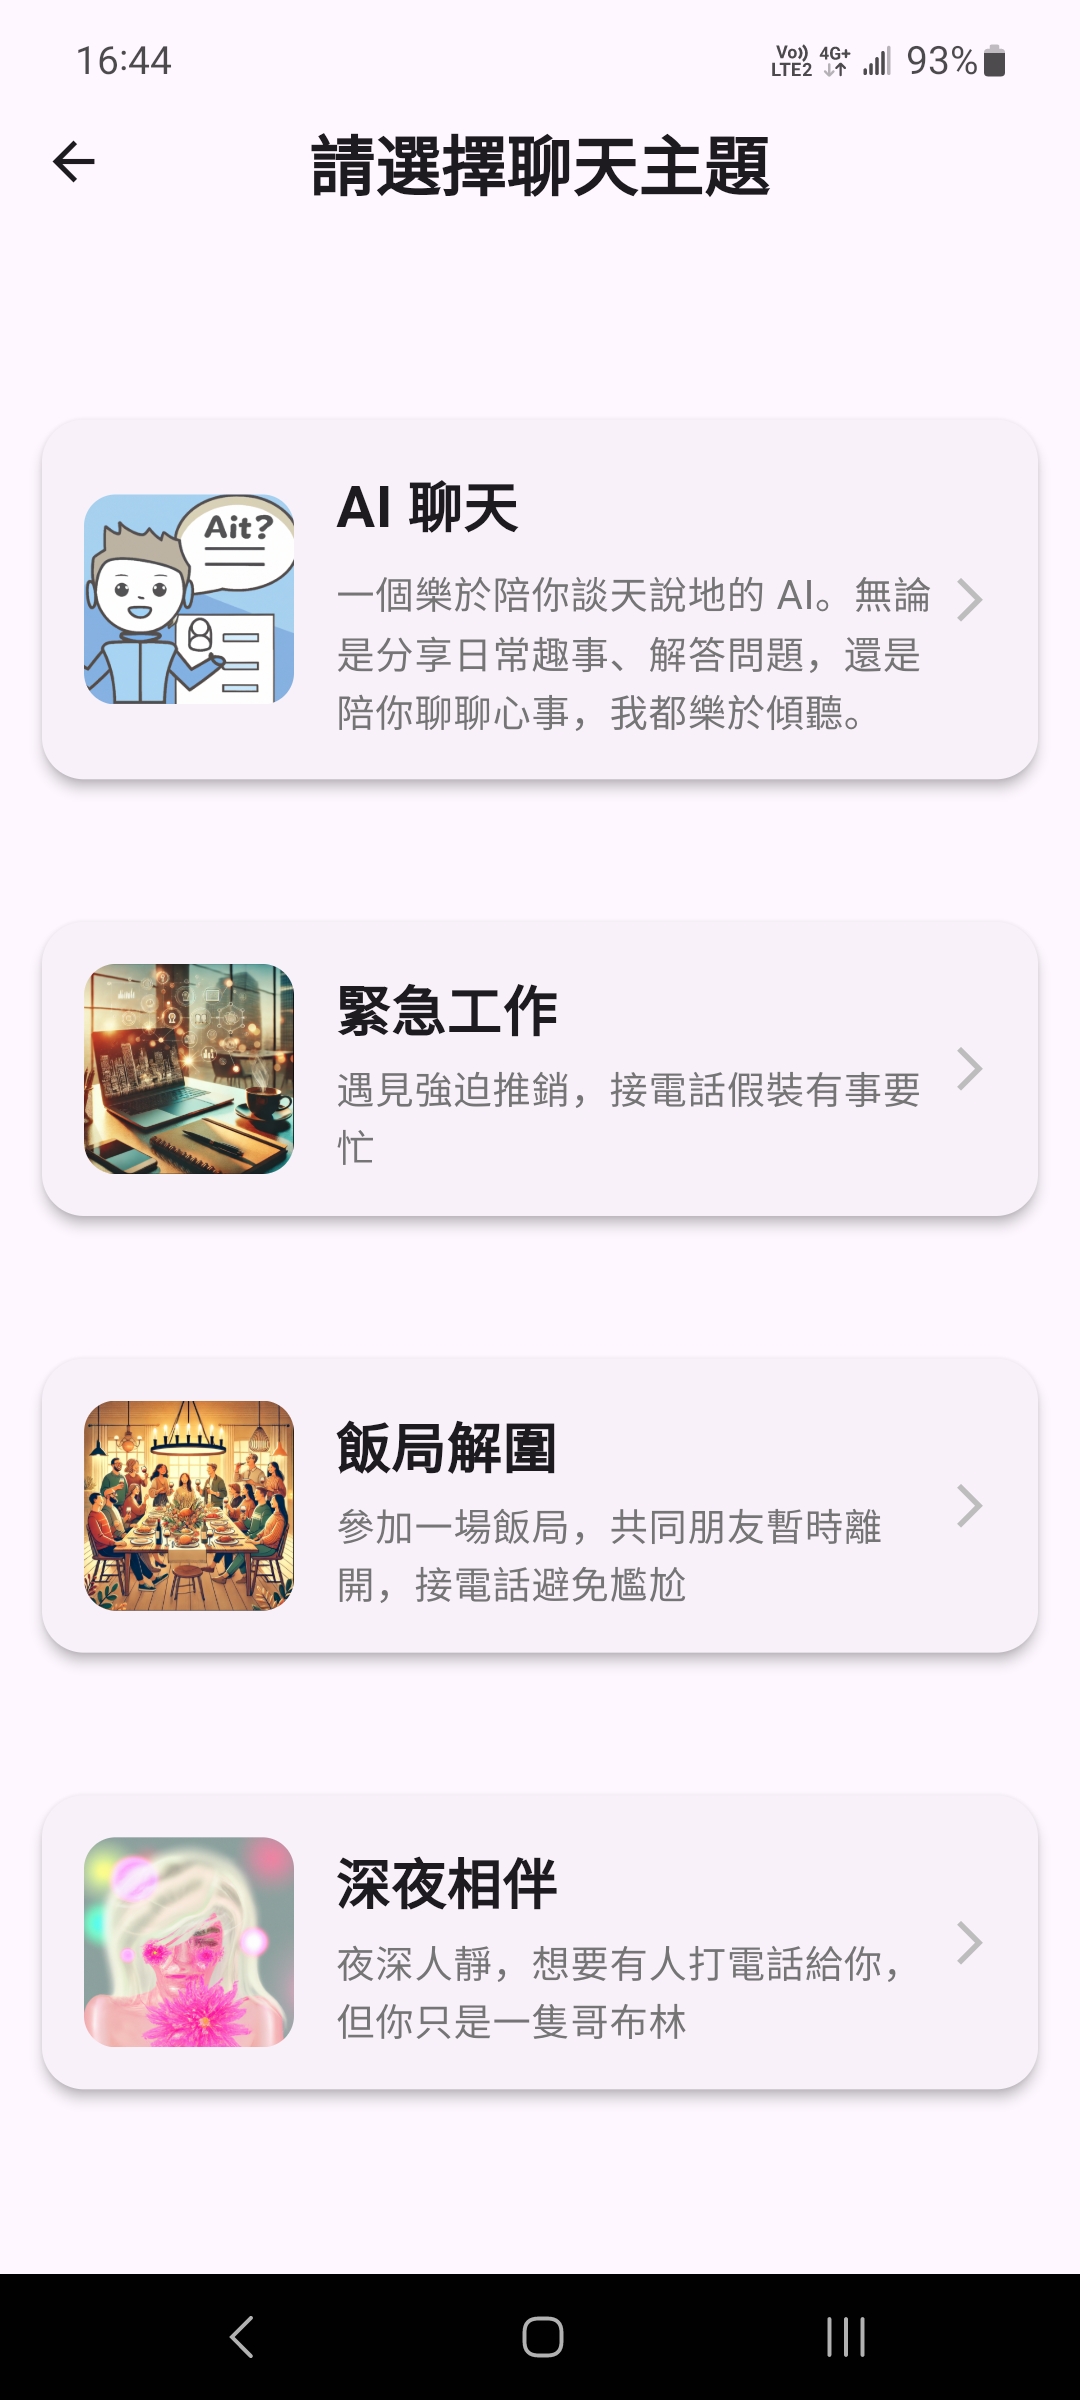 16:44
Vo)) LTE2 4G+ 93%
請選擇聊天主題
Ait?
AI 聊天
一個樂於陪你談天說地的 AI。無論
是分享日常趣事、解答問題，還是
陪你聊聊心事，我都樂於傾聽。
緊急工作
遇見強迫推銷，接電話假裝有事要
忙
飯局解圍
參加一場飯局，共同朋友暫時離
開，接電話避免尷尬
深夜相伴
夜深人靜，想要有人打電話給你，
但你只是一隻哥布林